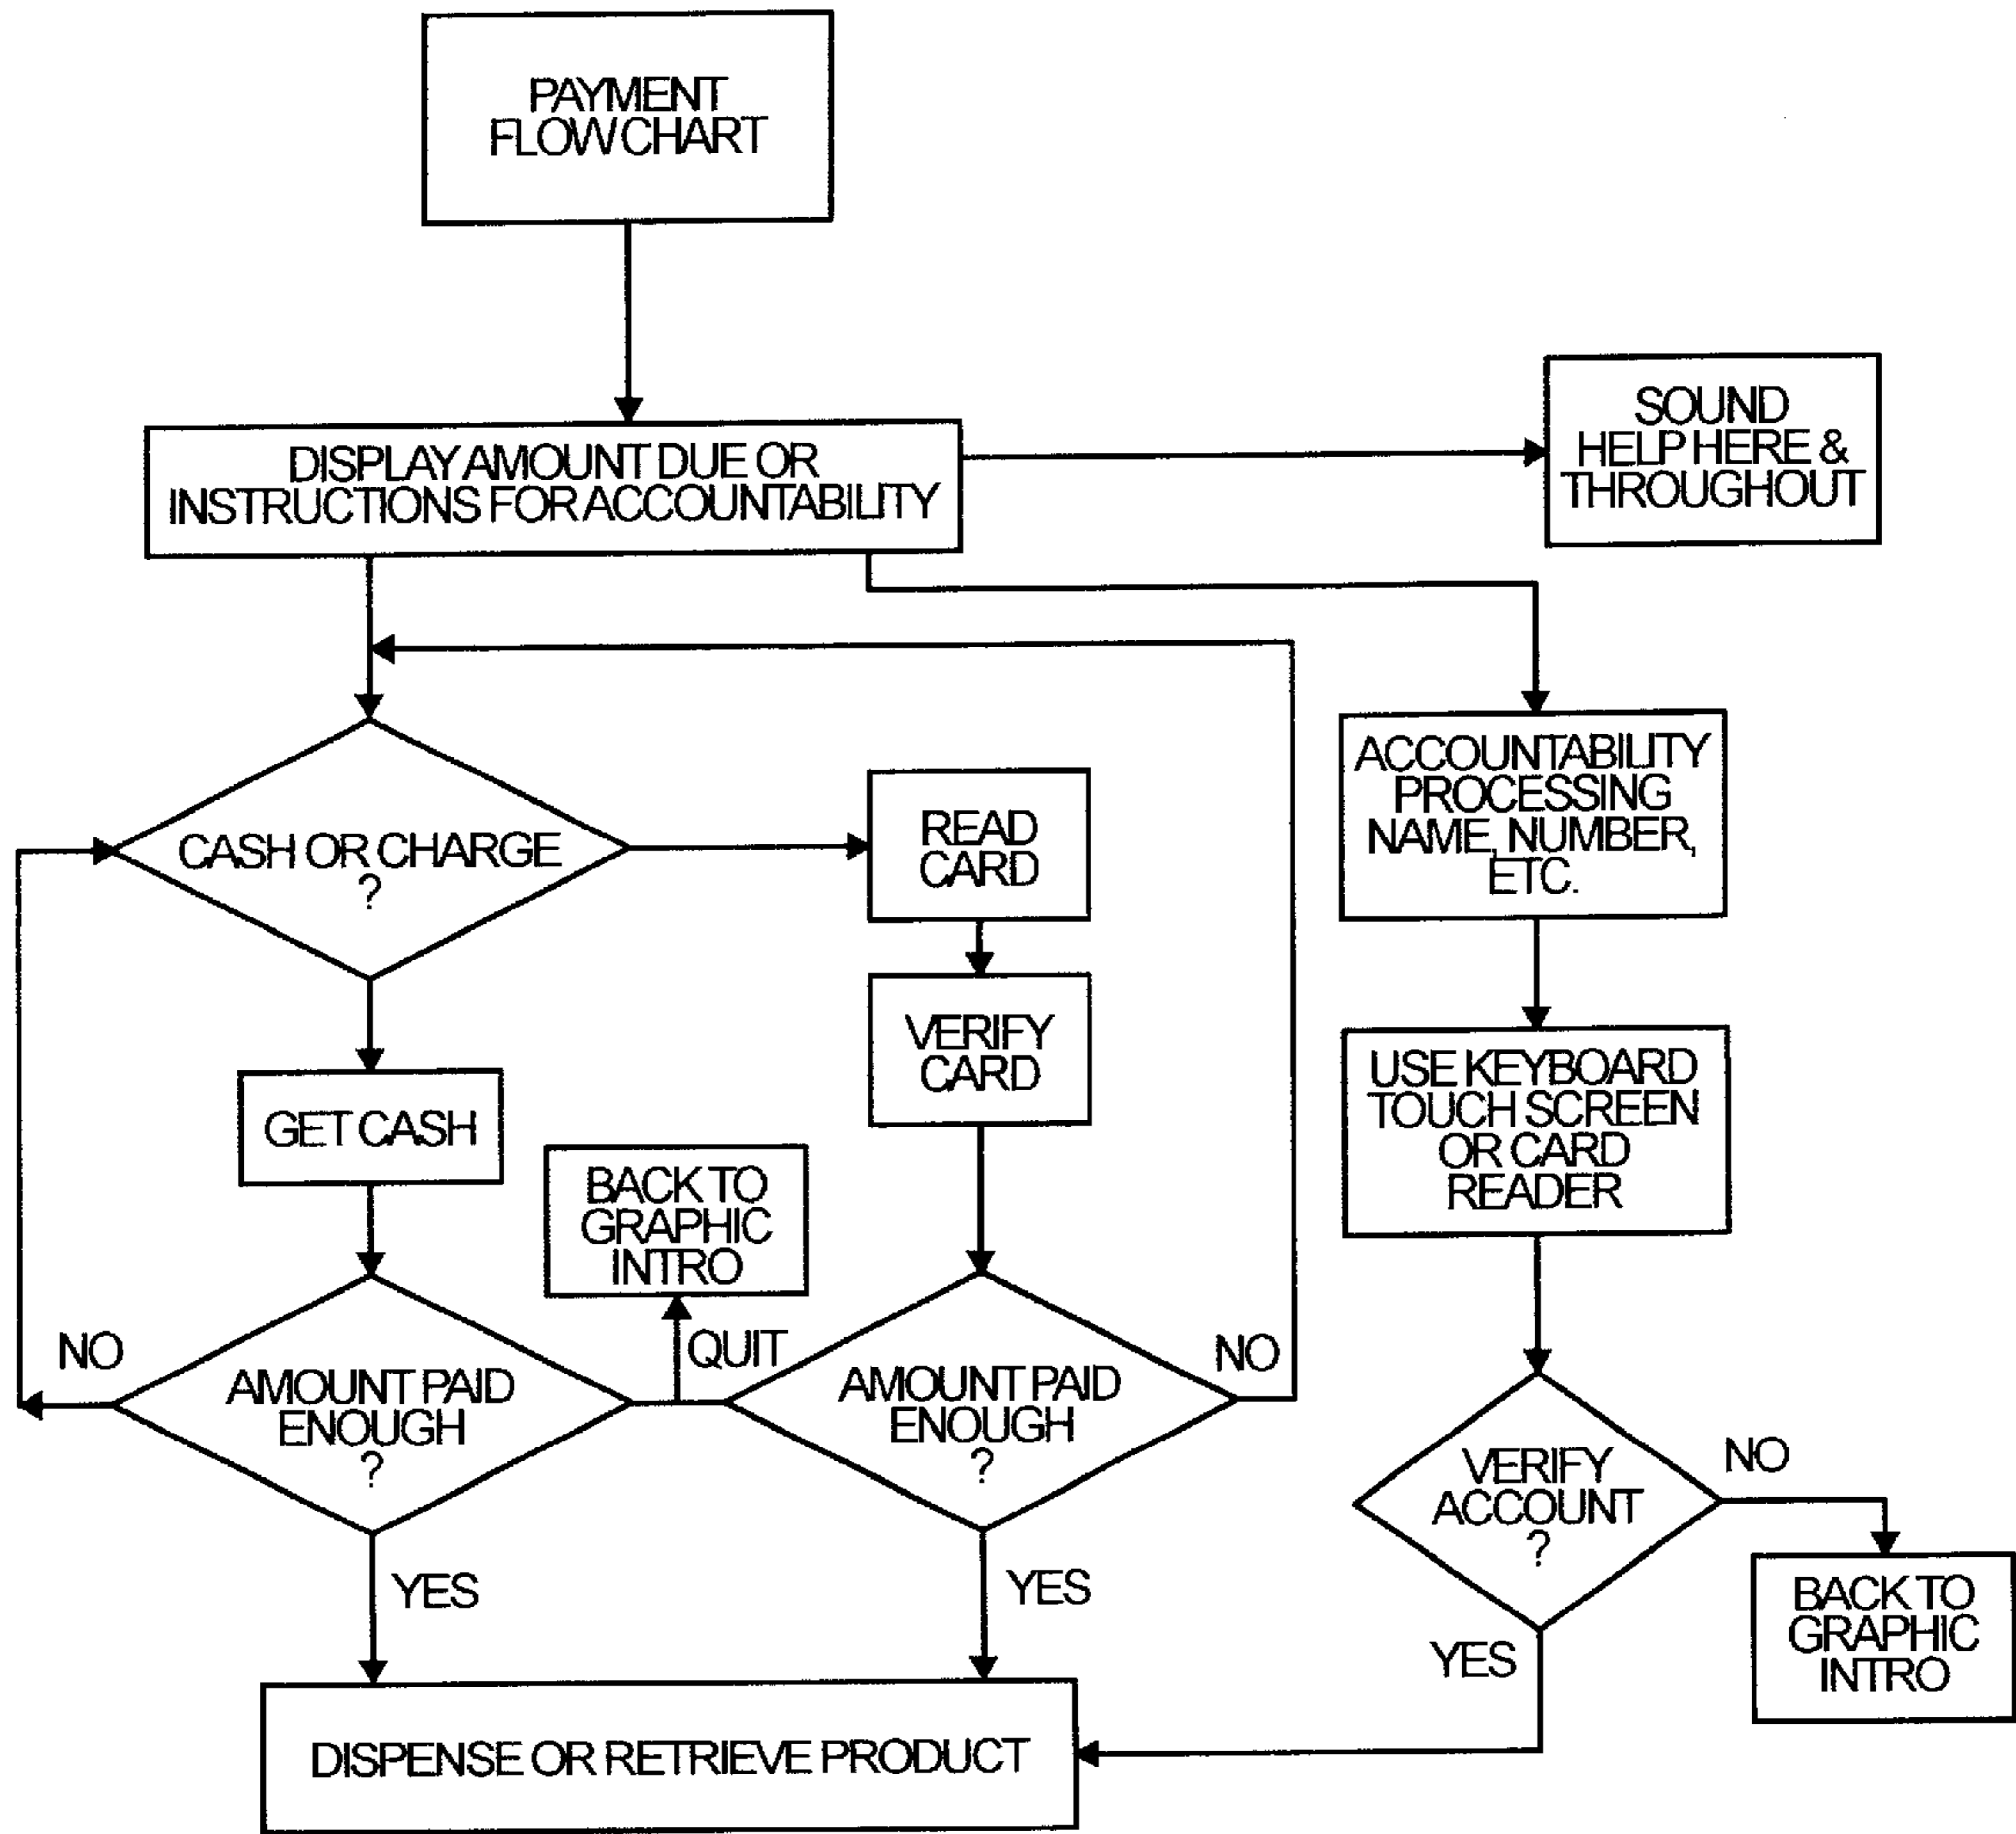 PAYMENT
FLOW CHART
DISPLAY AMOUNT DUE OR
INSTRUCTIONS FOR ACCOUNTABILITY
SOUND
HELP HERE &
THROUGHOUT
CASH OR CHARGE
?
READ
CARD
ACCOUNTABILITY
PROCESSING
NAME, NUMBER,
ETC.
VERIFY
CARD
GET CASH
USE KEYBOARD
TOUCH SCREEN
OR CARD
READER
BACK TO
GRAPHIC
INTRO
NO
AMOUNT PAID
ENOUGH
?
QUIT
AMOUNT PAID
ENOUGH
?
NO
VERIFY
ACCOUNT
?
NO
YES
YES
YES
BACK TO
GRAPHIC
INTRO
DISPENSE OR RETRIEVE PRODUCT